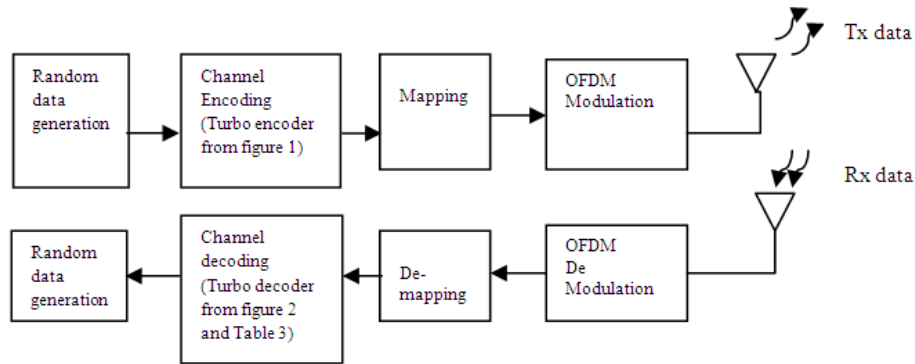 Random
data
generation
Channel
Encoding
(Turbo encoder
from figure 1)
Mapping
OFDM
Modulation
Tx data
Rx data
Random
data
generation
Channel
decoding
(Turbo decoder
from figure 2
and Table 3)
De-
mapping
OFDM
De
Modulation